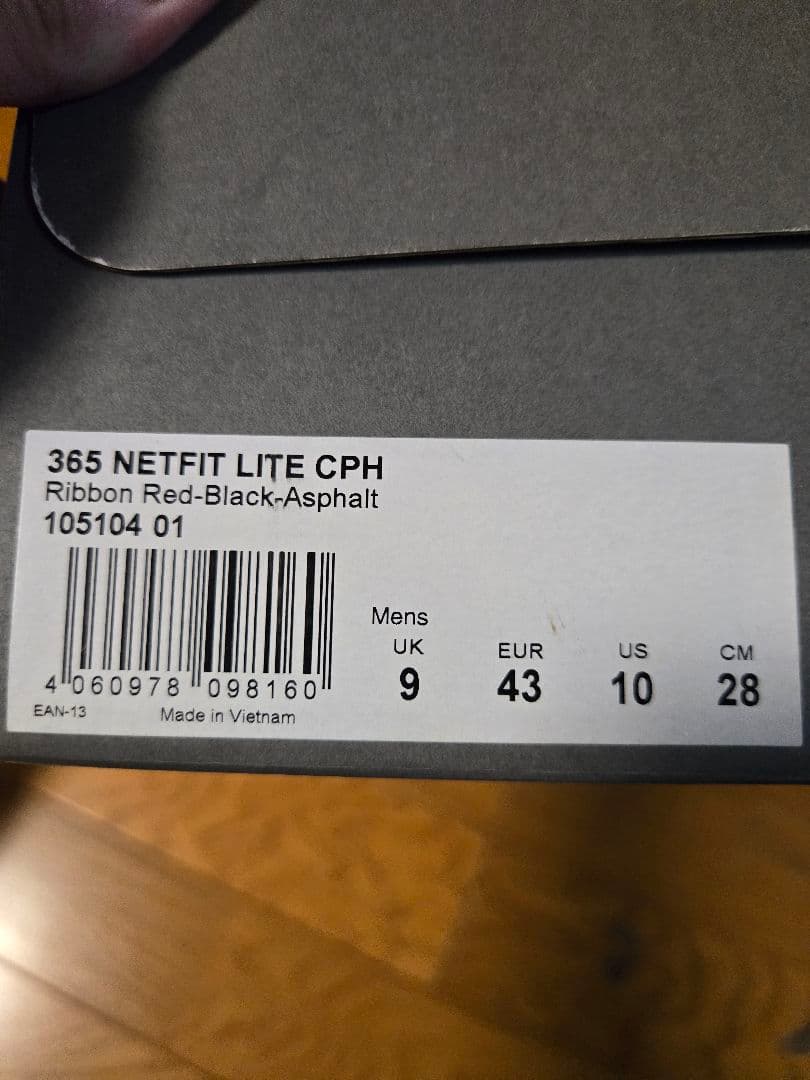 365 NETFIT LITE CPH
Ribbon Red-Black-Asphalt
105104 01
4 060978 098160
EAN-13 Made in Vietnam
Mens
UK EUR US CM
9 43 10 28